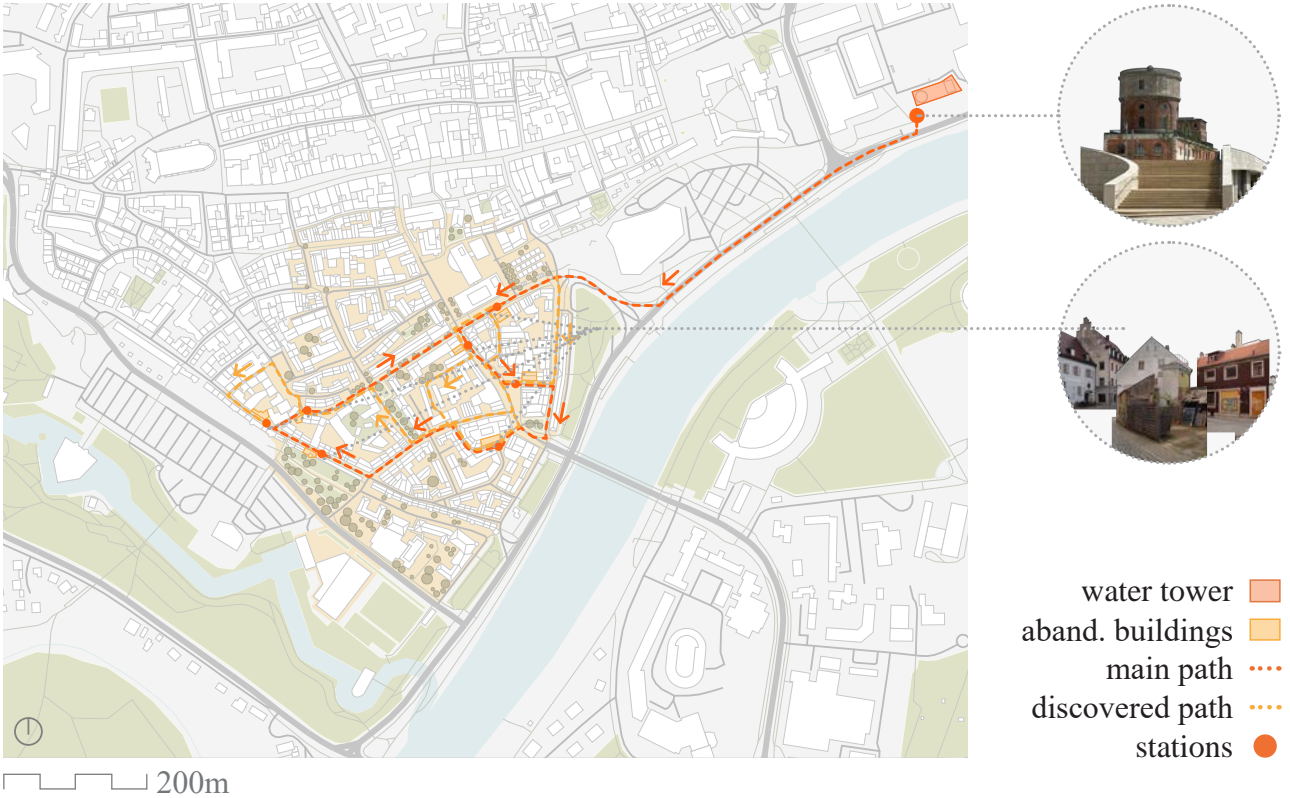 water tower
aband. buildings
main path
discovered path
stations
200m